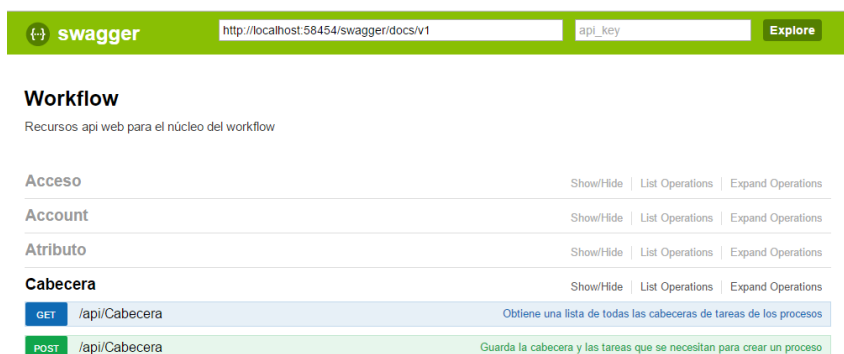 {··} swagger http://localhost:58454/swagger/docs/v1 api_key Explore
Workflow
Recursos api web para el núcleo del workflow
Acceso Show/Hide List Operations Expand Operations
Account Show/Hide List Operations Expand Operations
Atributo Show/Hide List Operations Expand Operations
Cabecera Show/Hide List Operations Expand Operations
GET /api/Cabecera Obtiene una lista de todas las cabeceras de tareas de los procesos
POST /api/Cabecera Guarda la cabecera y las tareas que se necesitan para crear un proceso